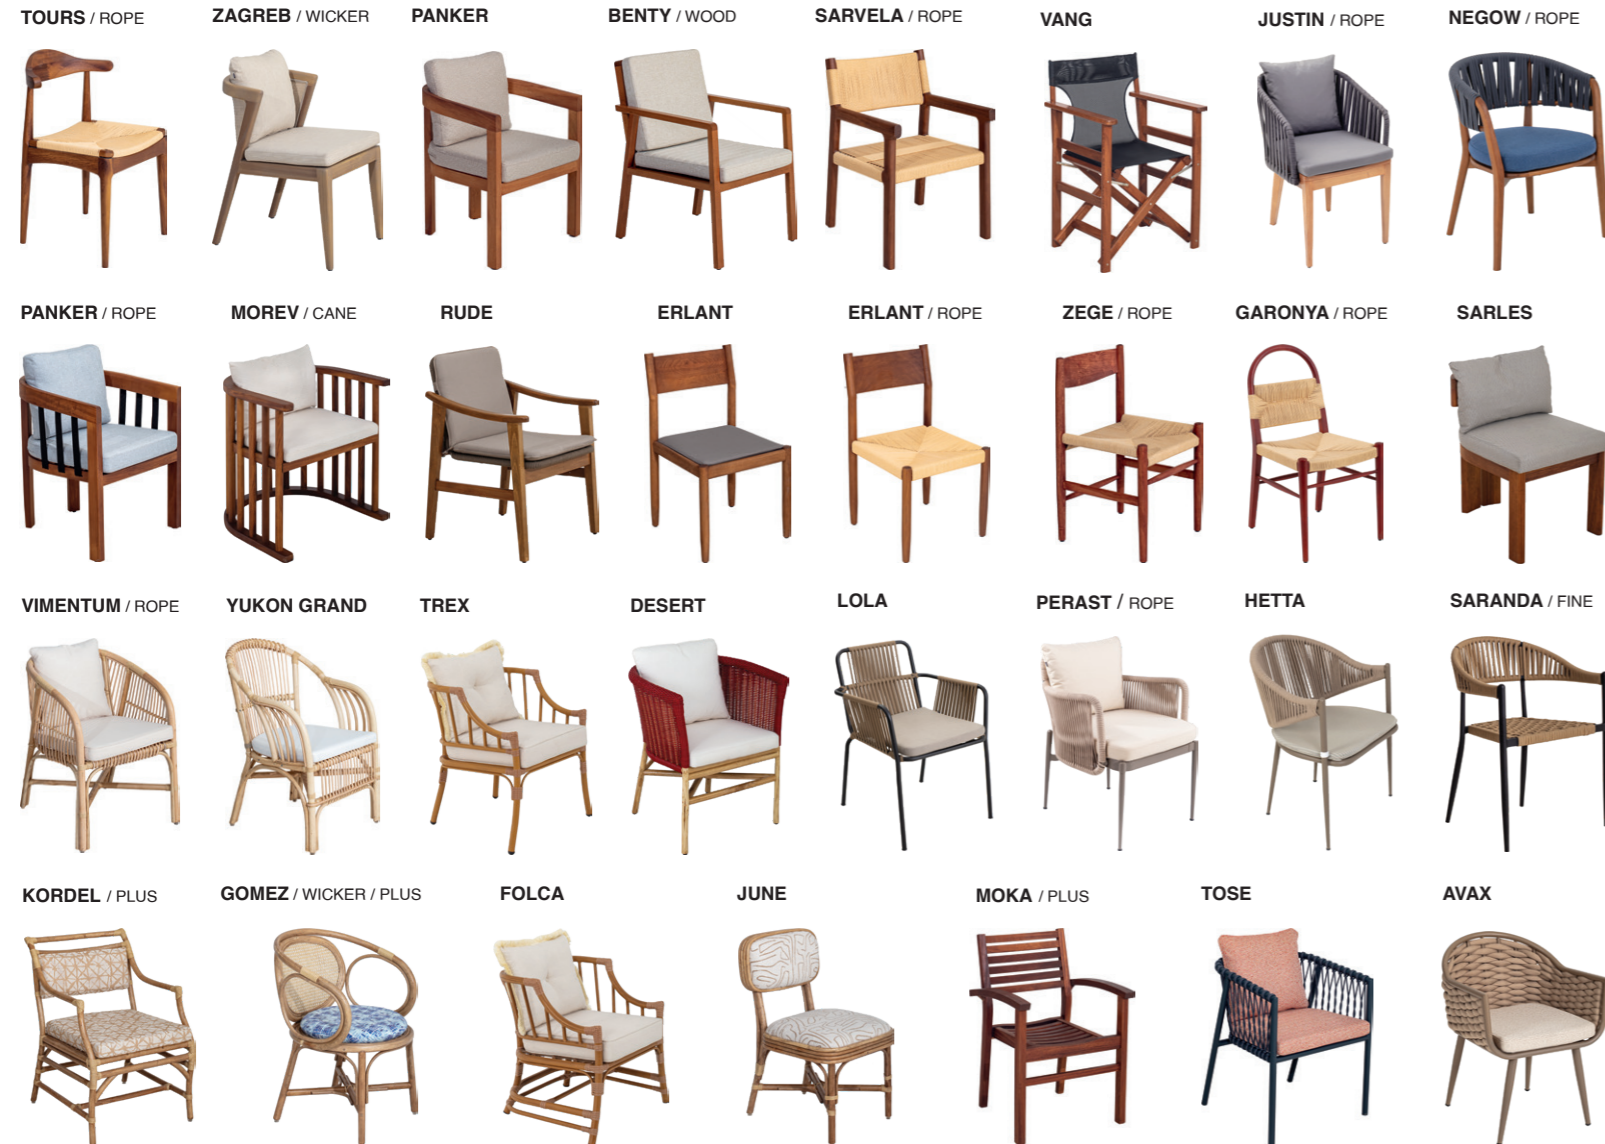 TOURS / ROPE
ZAGREB / WICKER
PANKER
BENTY / WOOD
SARVELA / ROPE
VANG
JUSTIN / ROPE
NEGOW / ROPE
PANKER / ROPE
MOREV / CANE
RUDE
ERLANT
ERLANT / ROPE
ZEGE / ROPE
GARONYA / ROPE
SARLES
VIMENTUM / ROPE
YUKON GRAND
TREX
DESERT
LOLA
PERAST / ROPE
HETTA
SARANDA / FINE
KORDEL / PLUS
GOMEZ / WICKER / PLUS
FOLCA
JUNE
MOKA / PLUS
TOSE
AVAX